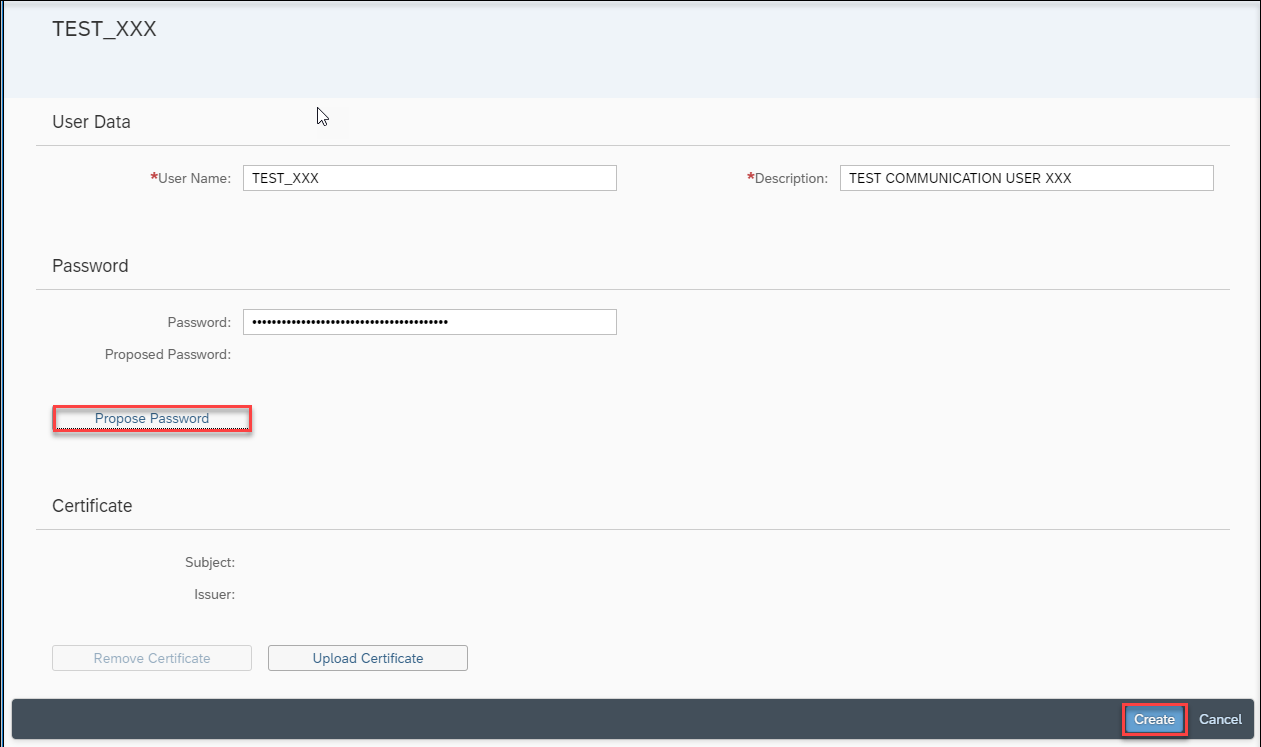 TEST_XXX
User Data
*User Name: TEST_XXX
*Description: TEST COMMUNICATION USER XXX
Password
Password: ••••••••••••••••••••••••••••••••••••••••
Proposed Password:
Propose Password
Certificate
Subject:
Issuer:
Remove Certificate
Upload Certificate
Create
Cancel